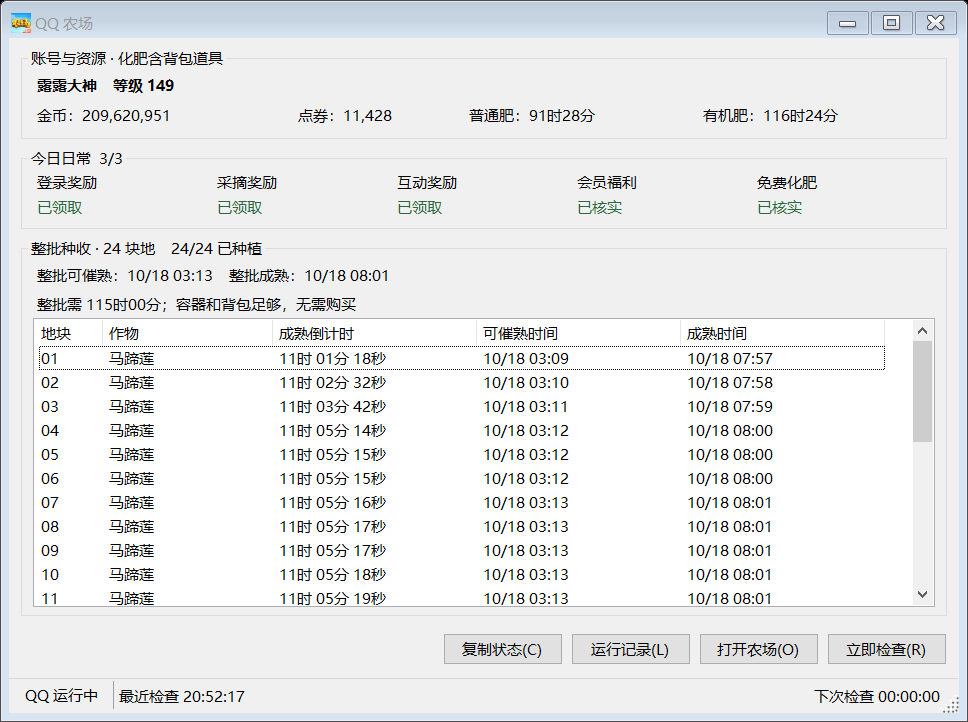 QQ 农场
账号与资源 · 化肥含背包道具
露露大神 等级 149
金币：209,620,951 点券：11,428 普通肥：91时28分 有机肥：116时24分
今日日常 3/3
登录奖励 采摘奖励 互动奖励 会员福利 免费化肥
已领取 已领取 已领取 已核实 已核实
整批种收 · 24 块地 24/24 已种植
整批可催熟：10/18 03:13 整批成熟：10/18 08:01
整批需 115时00分；容器和背包足够，无需购买
地块 作物 成熟倒计时 可催熟时间 成熟时间
01 马蹄莲 11时 01分 18秒 10/18 03:09 10/18 07:57
02 马蹄莲 11时 02分 32秒 10/18 03:10 10/18 07:58
03 马蹄莲 11时 03分 42秒 10/18 03:11 10/18 07:59
04 马蹄莲 11时 05分 14秒 10/18 03:12 10/18 08:00
05 马蹄莲 11时 05分 15秒 10/18 03:12 10/18 08:00
06 马蹄莲 11时 05分 15秒 10/18 03:12 10/18 08:00
07 马蹄莲 11时 05分 16秒 10/18 03:13 10/18 08:01
08 马蹄莲 11时 05分 17秒 10/18 03:13 10/18 08:01
09 马蹄莲 11时 05分 17秒 10/18 03:13 10/18 08:01
10 马蹄莲 11时 05分 18秒 10/18 03:13 10/18 08:01
11 马蹄莲 11时 05分 19秒 10/18 03:13 10/18 08:01
复制状态(C) 运行记录(L) 打开农场(O) 立即检查(R)
QQ 运行中 最近检查 20:52:17 下次检查 00:00:00